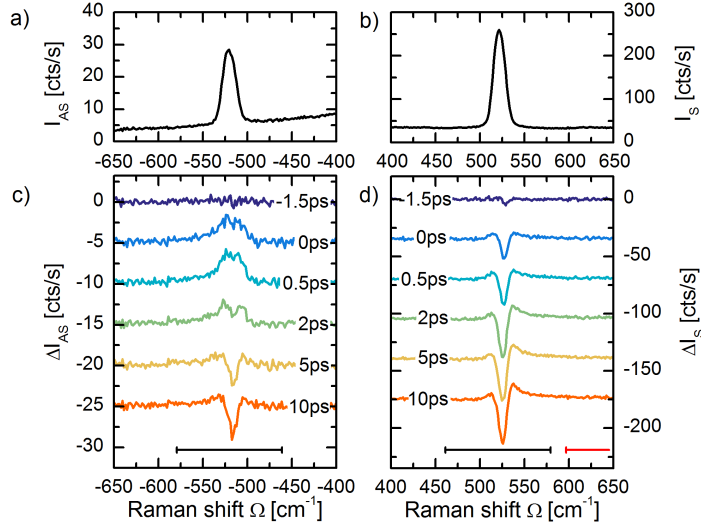 a)
I_AS [cts/s]
40
30
20
10
0
-650 -600 -550 -500 -450 -400
b)
I_S [cts/s]
300
200
100
0
400 450 500 550 600 650
c)
ΔI_AS [cts/s]
0
-5
-10
-15
-20
-25
-30
-1.5ps
0ps
0.5ps
2ps
5ps
10ps
-650 -600 -550 -500 -450 -400
Raman shift Ω [cm⁻¹]
d)
ΔI_S [cts/s]
0
-50
-100
-150
-200
-1.5ps
0ps
0.5ps
2ps
5ps
10ps
400 450 500 550 600 650
Raman shift Ω [cm⁻¹]